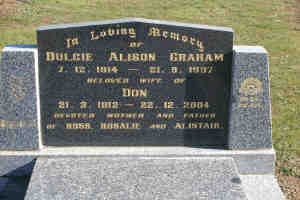 In Loving Memory
OF
DULCIE ALISON GRAHAM
7. 12. 1914 — 21. 9. 1997
BELOVED WIFE OF
DON
21. 3. 1912 — 22. 12. 2004
DEVOTED MOTHER AND FATHER
OF ROSS, ROSALIE AND ALISTAIR.